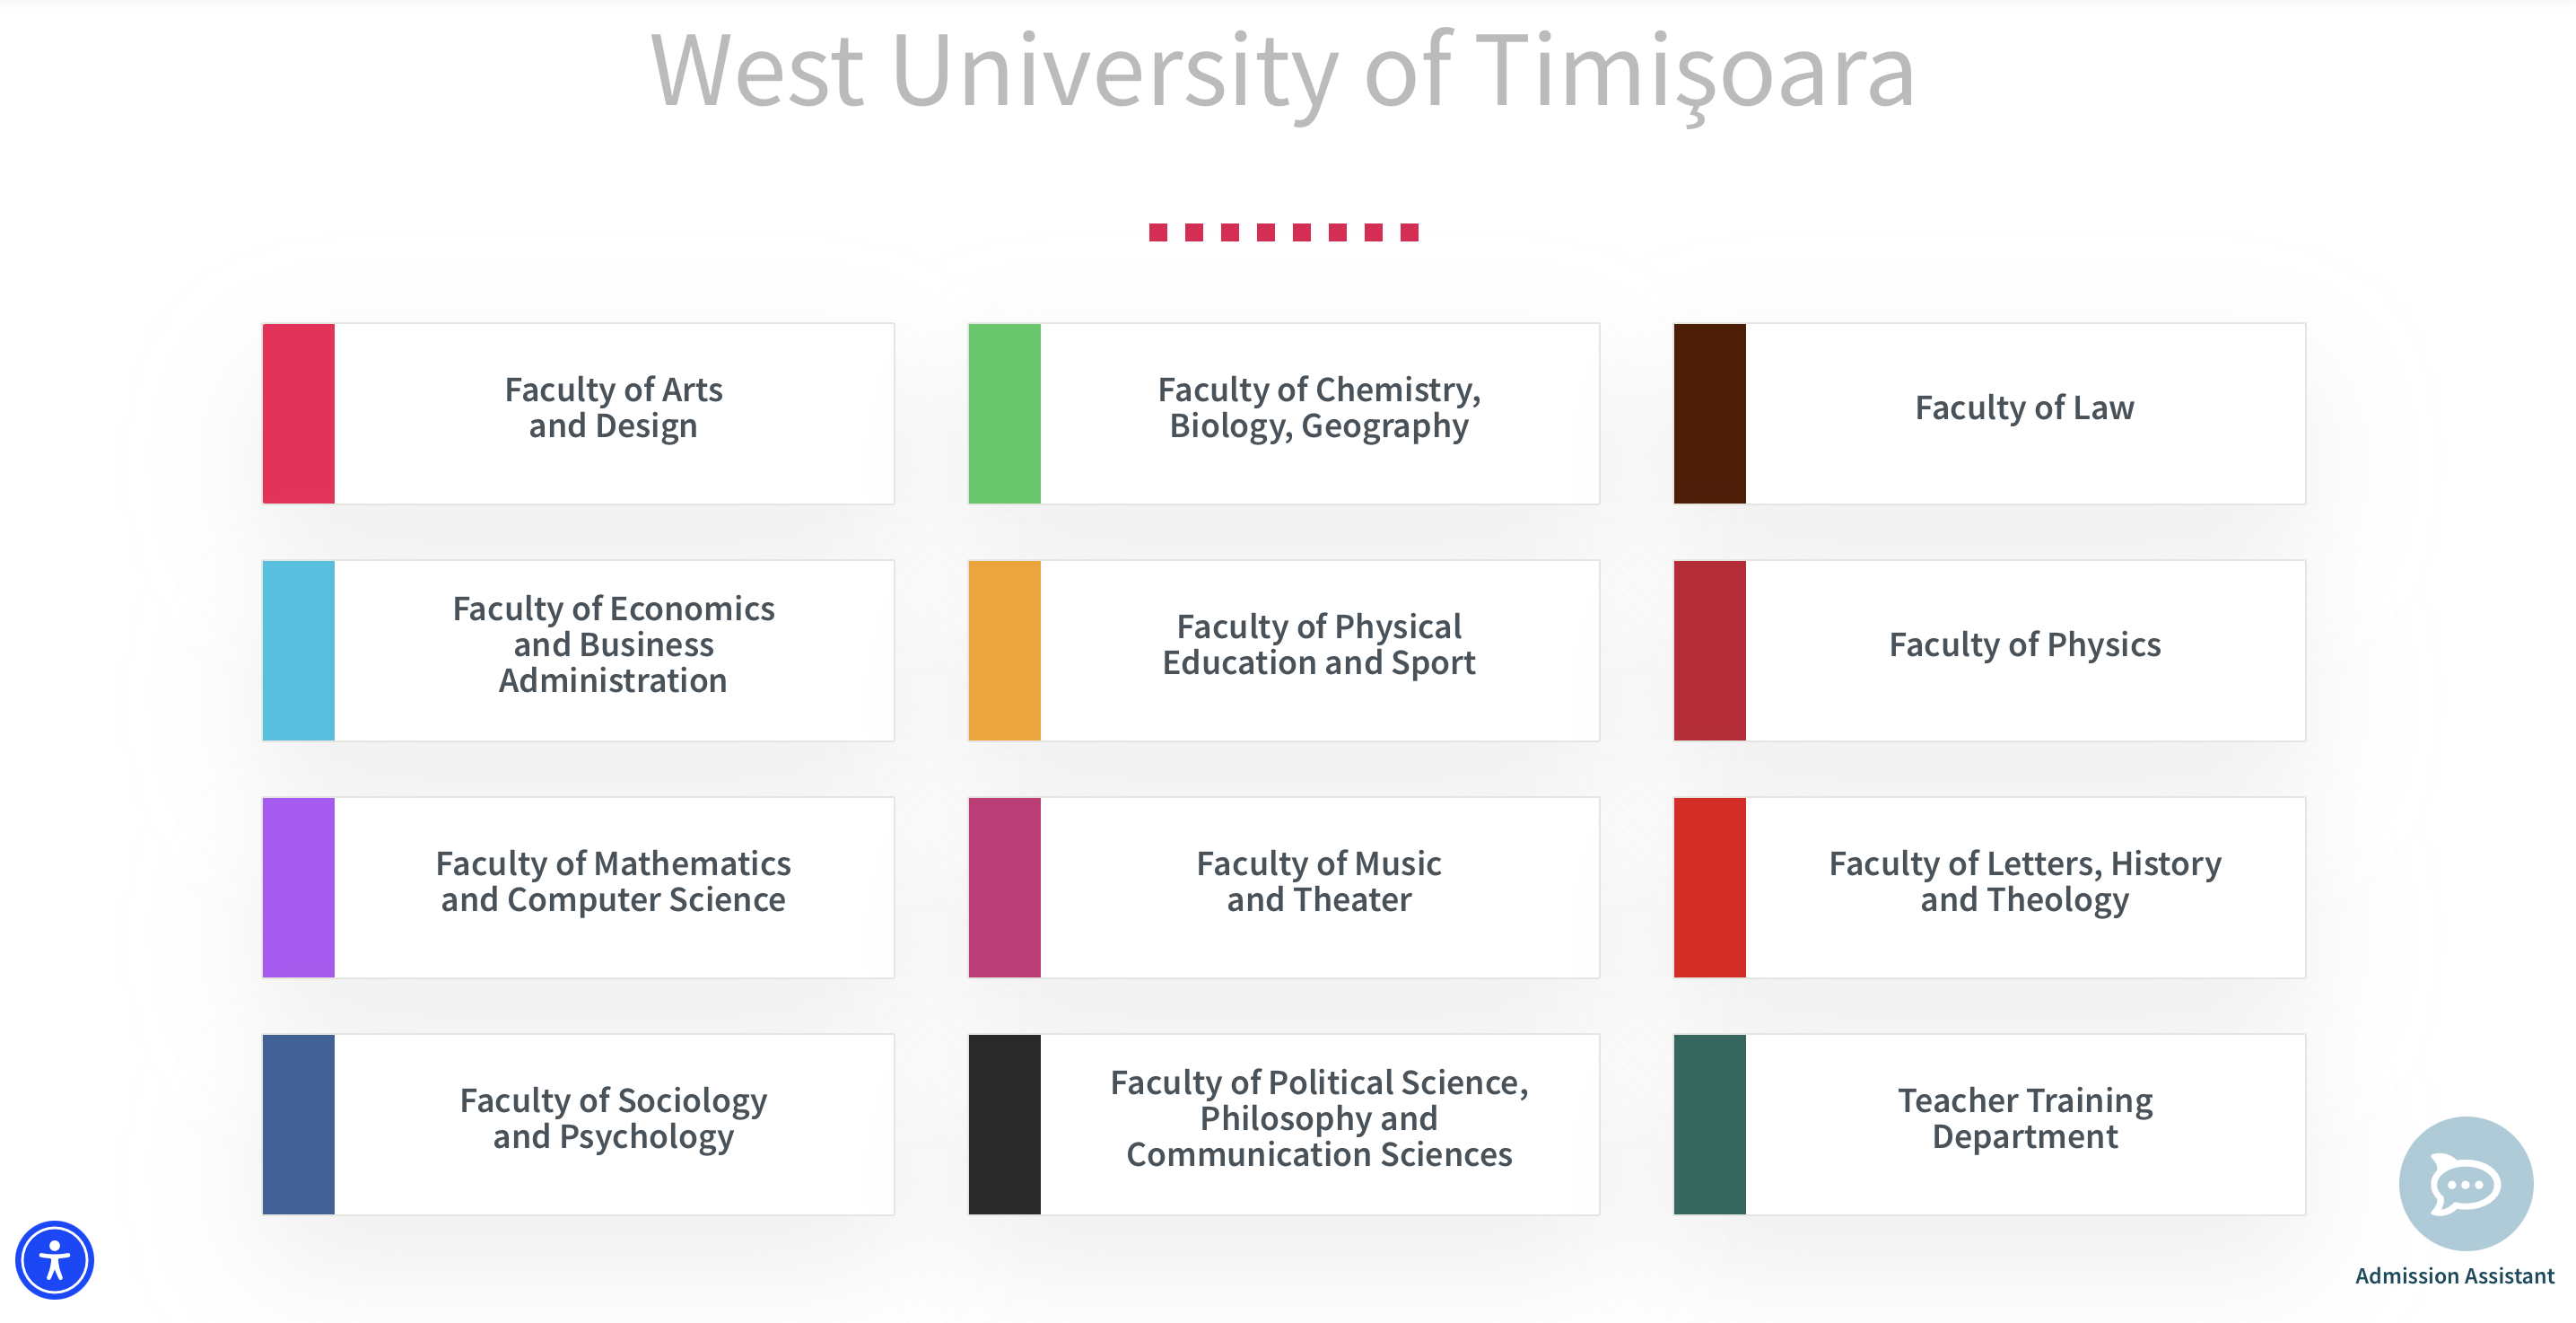 West University of Timişoara
Faculty of Arts
and Design
Faculty of Chemistry,
Biology, Geography
Faculty of Law
Faculty of Economics
and Business
Administration
Faculty of Physical
Education and Sport
Faculty of Physics
Faculty of Mathematics
and Computer Science
Faculty of Music
and Theater
Faculty of Letters, History
and Theology
Faculty of Sociology
and Psychology
Faculty of Political Science,
Philosophy and
Communication Sciences
Teacher Training
Department
Admission Assistant